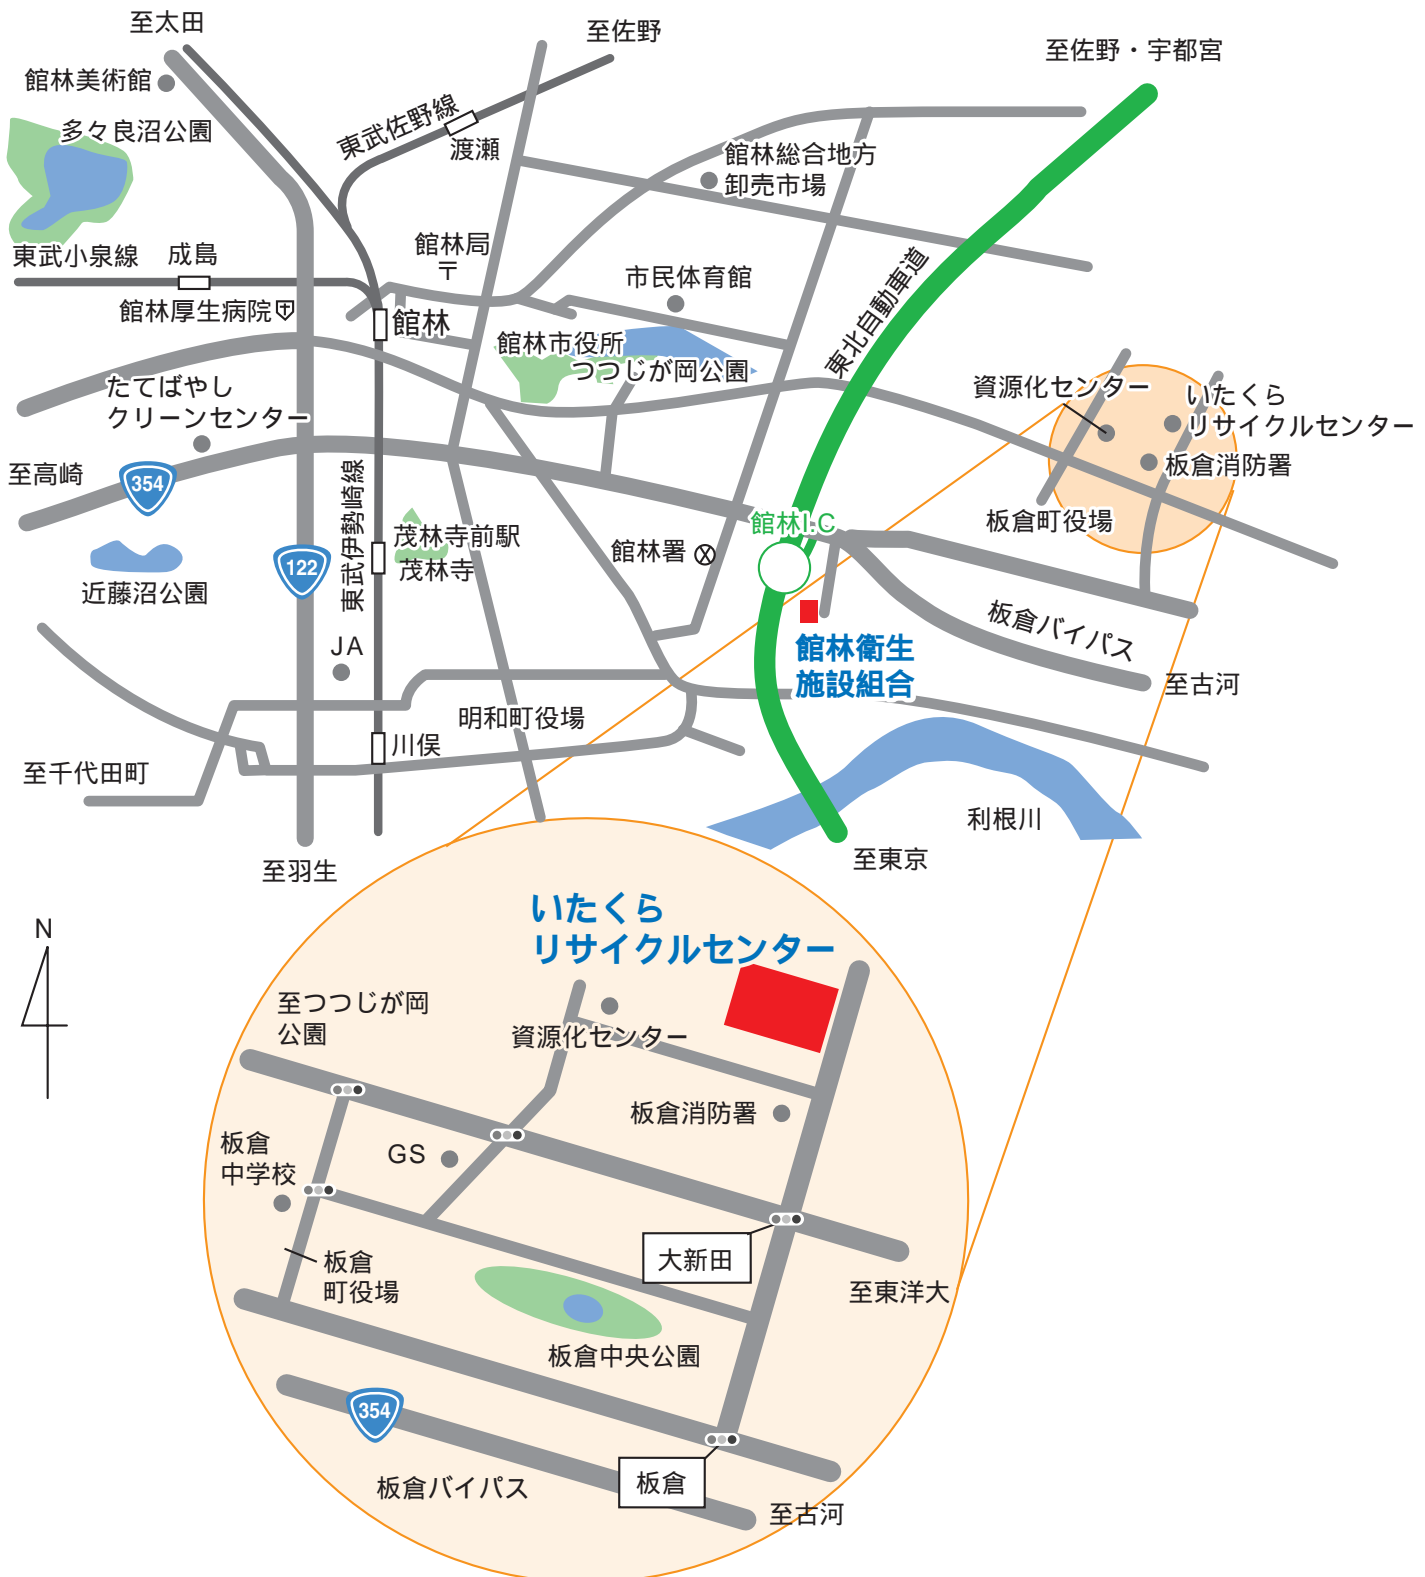 至太田
至佐野
至佐野・宇都宮
館林美術館
多々良沼公園
東武佐野線
渡瀬
館林総合地方
卸売市場
東武小泉線
成島
館林局
〒
市民体育館
東北自動車道
館林厚生病院
館林
館林市役所
つつじが岡公園
たてばやし
クリーンセンター
資源化センター
いたくら
リサイクルセンター
板倉消防署
至高崎
354
東武伊勢崎線
板倉町役場
館林I.C
茂林寺前駅
茂林寺
館林署
122
近藤沼公園
板倉バイパス
JA
館林衛生
施設組合
至古河
明和町役場
川俣
至千代田町
利根川
至東京
至羽生
N
いたくら
リサイクルセンター
至つつじが岡
公園
資源化センター
板倉消防署
板倉
中学校
GS
大新田
板倉
町役場
至東洋大
板倉中央公園
354
板倉バイパス
板倉
至古河